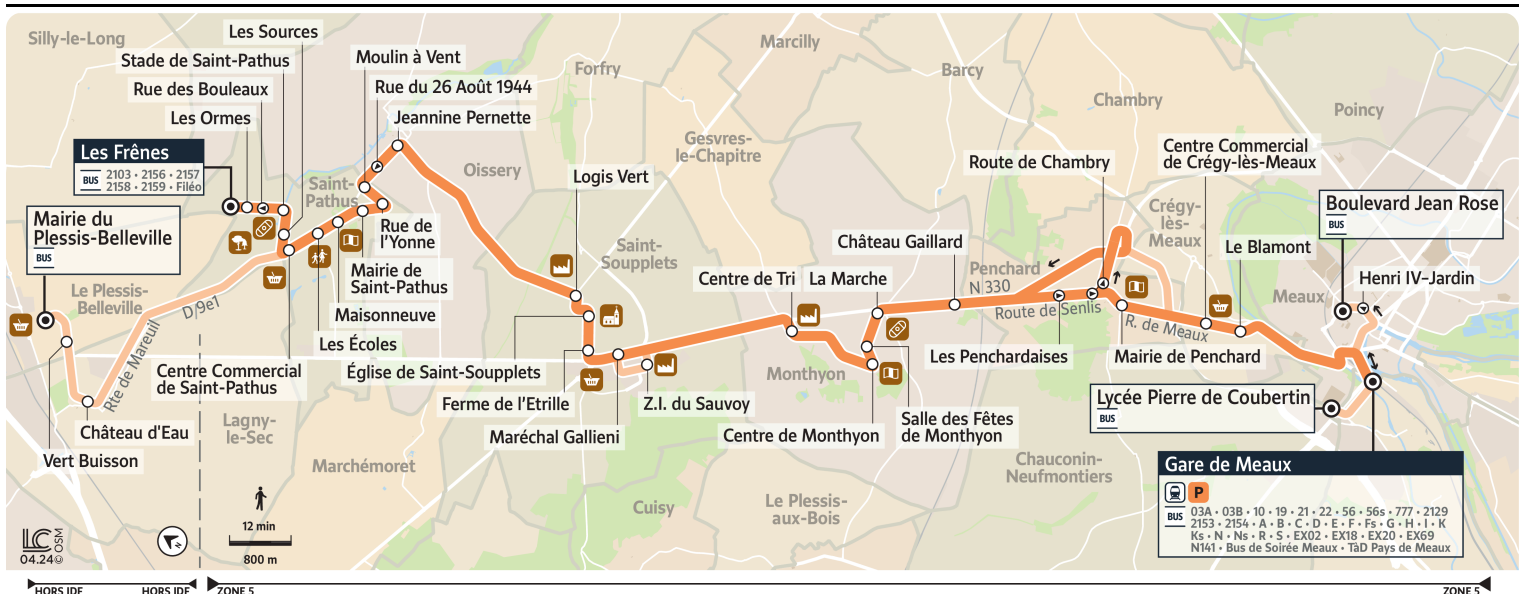 Silly-le-Long
Les Sources
Stade de Saint-Pathus
Rue des Bouleaux
Les Ormes
Les Frênes
BUS
2103 • 2156 • 2157
2158 • 2159 • Filéo
Mairie du
Plessis-Belleville
BUS
Moulin à Vent
Rue du 26 Août 1944
Jeannine Pernette
Saint-
Pathus
Oissery
Forfry
Marcilly
Gesvres-
le-Chapitre
Barcy
Chambry
Poincy
Rue de
l'Yonne
Mairie de
Saint-Pathus
Maisonneuve
Les Écoles
Centre Commercial
de Saint-Pathus
Le Plessis-
Belleville
D/9e1
Rte de Mareuil
Château d'Eau
Vert Buisson
Lagny-
le-Sec
Marchémoret
Logis Vert
Saint-
Soupplets
Église de Saint-Soupplets
Ferme de l'Etrille
Maréchal Gallieni
Z.I. du Sauvoy
Cuisy
Centre de Tri
La Marche
Château Gaillard
Monthyon
Centre de Monthyon
Salle des Fêtes
de Monthyon
Le Plessis-
aux-Bois
Route de Chambry
Penchard
N 330
Route de Senlis
Les Penchardaises
Mairie de Penchard
R. de Meaux
Crégy-
lès-
Meaux
Centre Commercial
de Crégy-lès-Meaux
Le Blamont
Boulevard Jean Rose
BUS
Henri IV-Jardin
Meaux
Lycée Pierre de Coubertin
BUS
Chauconin-
Neufmontiers
Gare de Meaux
P
BUS
03A • 03B • 10 • 19 • 21 • 22 • 56 • 56s • 777 • 2129
2153 • 2154 • A • B • C • D • E • F • Fs • G • H • I • K
Ks • N • Ns • R • S • EX02 • EX18 • EX20 • EX69
N141 • Bus de Soirée Meaux • TàD Pays de Meaux
12 min
800 m
N
LC
04.24
© OSM
HORS IDF
HORS IDF
ZONE 5
ZONE 5